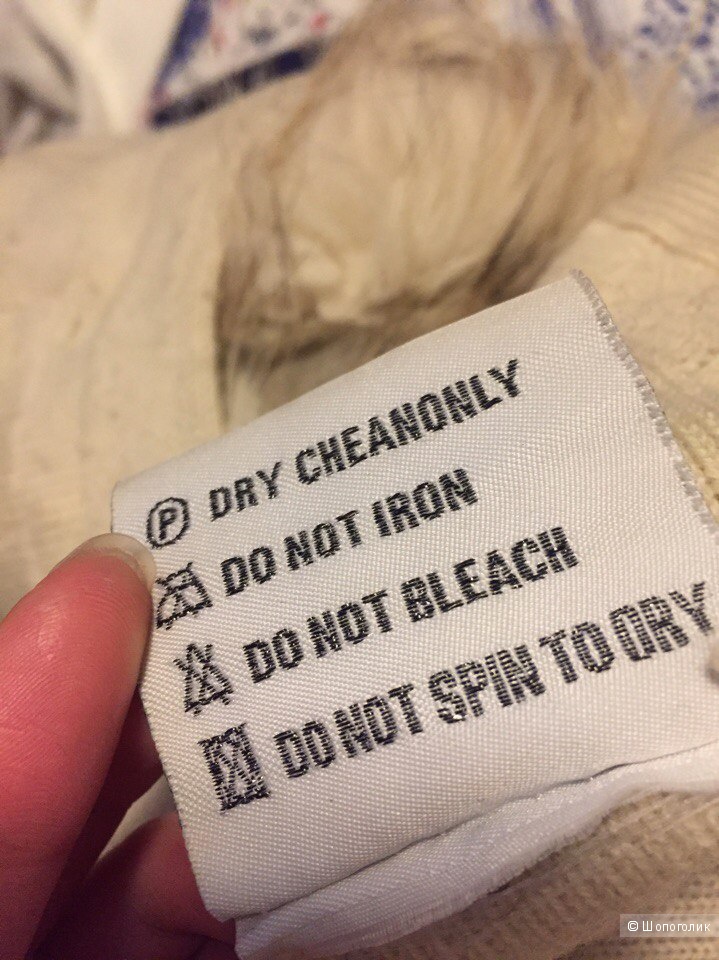 P DRY CHEANONLY
DO NOT IRON
DO NOT BLEACH
DO NOT SPIN TO DRY
© Шопоголик